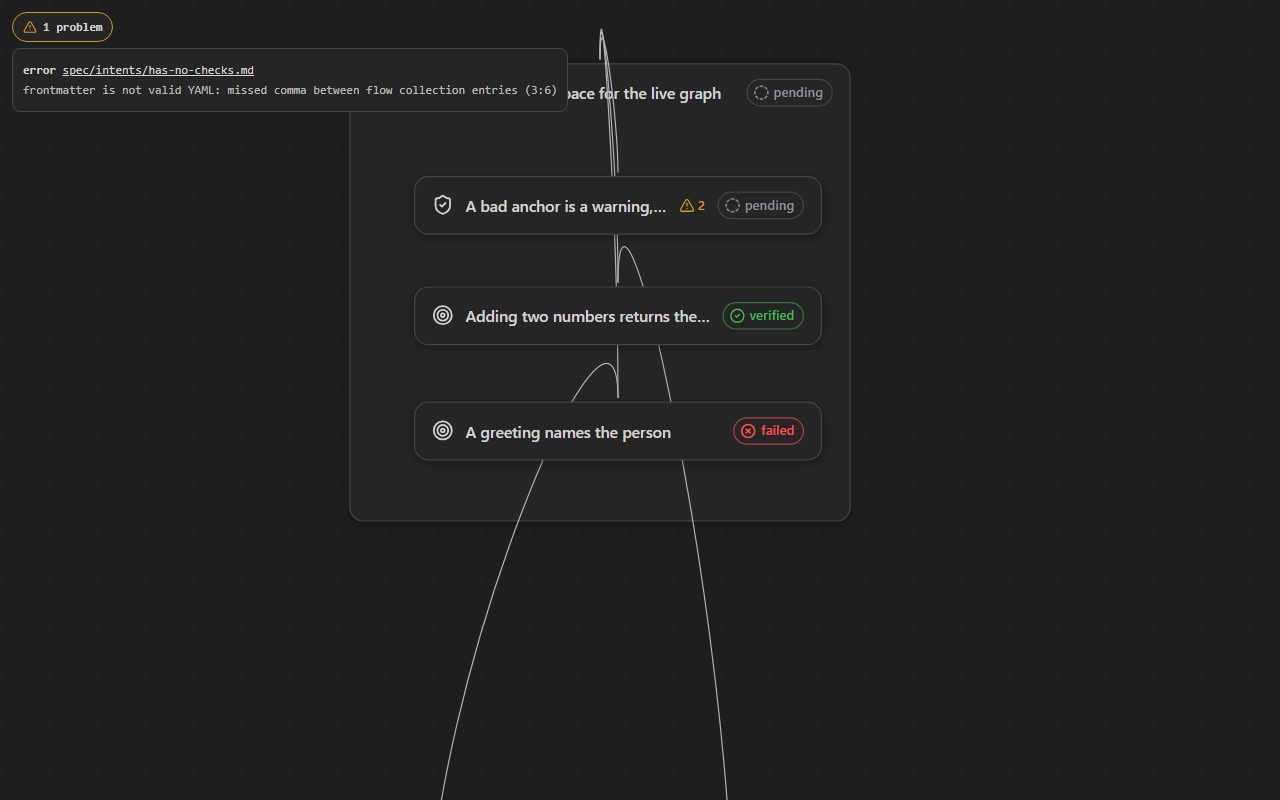 1 problem
error spec/intents/has-no-checks.md
frontmatter is not valid YAML: missed comma between flow collection entries (3:6)
for the live graph
pending
A bad anchor is a warning,...
2
pending
Adding two numbers returns the...
verified
A greeting names the person
failed